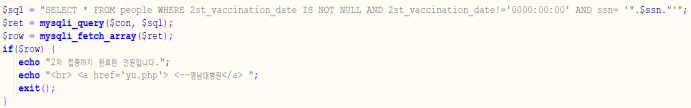 $sql = "SELECT * FROM people WHERE 2st_vaccination_date IS NOT NULL AND 2st_vaccination_date!='0000:00:00' AND ssn= '".$ssn."'";
$ret = mysqli_query($con, $sql);
$row = mysqli_fetch_array($ret);
if($row) {
echo "2차 접종까지 완료한 인원입니다.";
echo "<br> <a href='yu.php'> <--영남대병원</a> ";
exit();
}